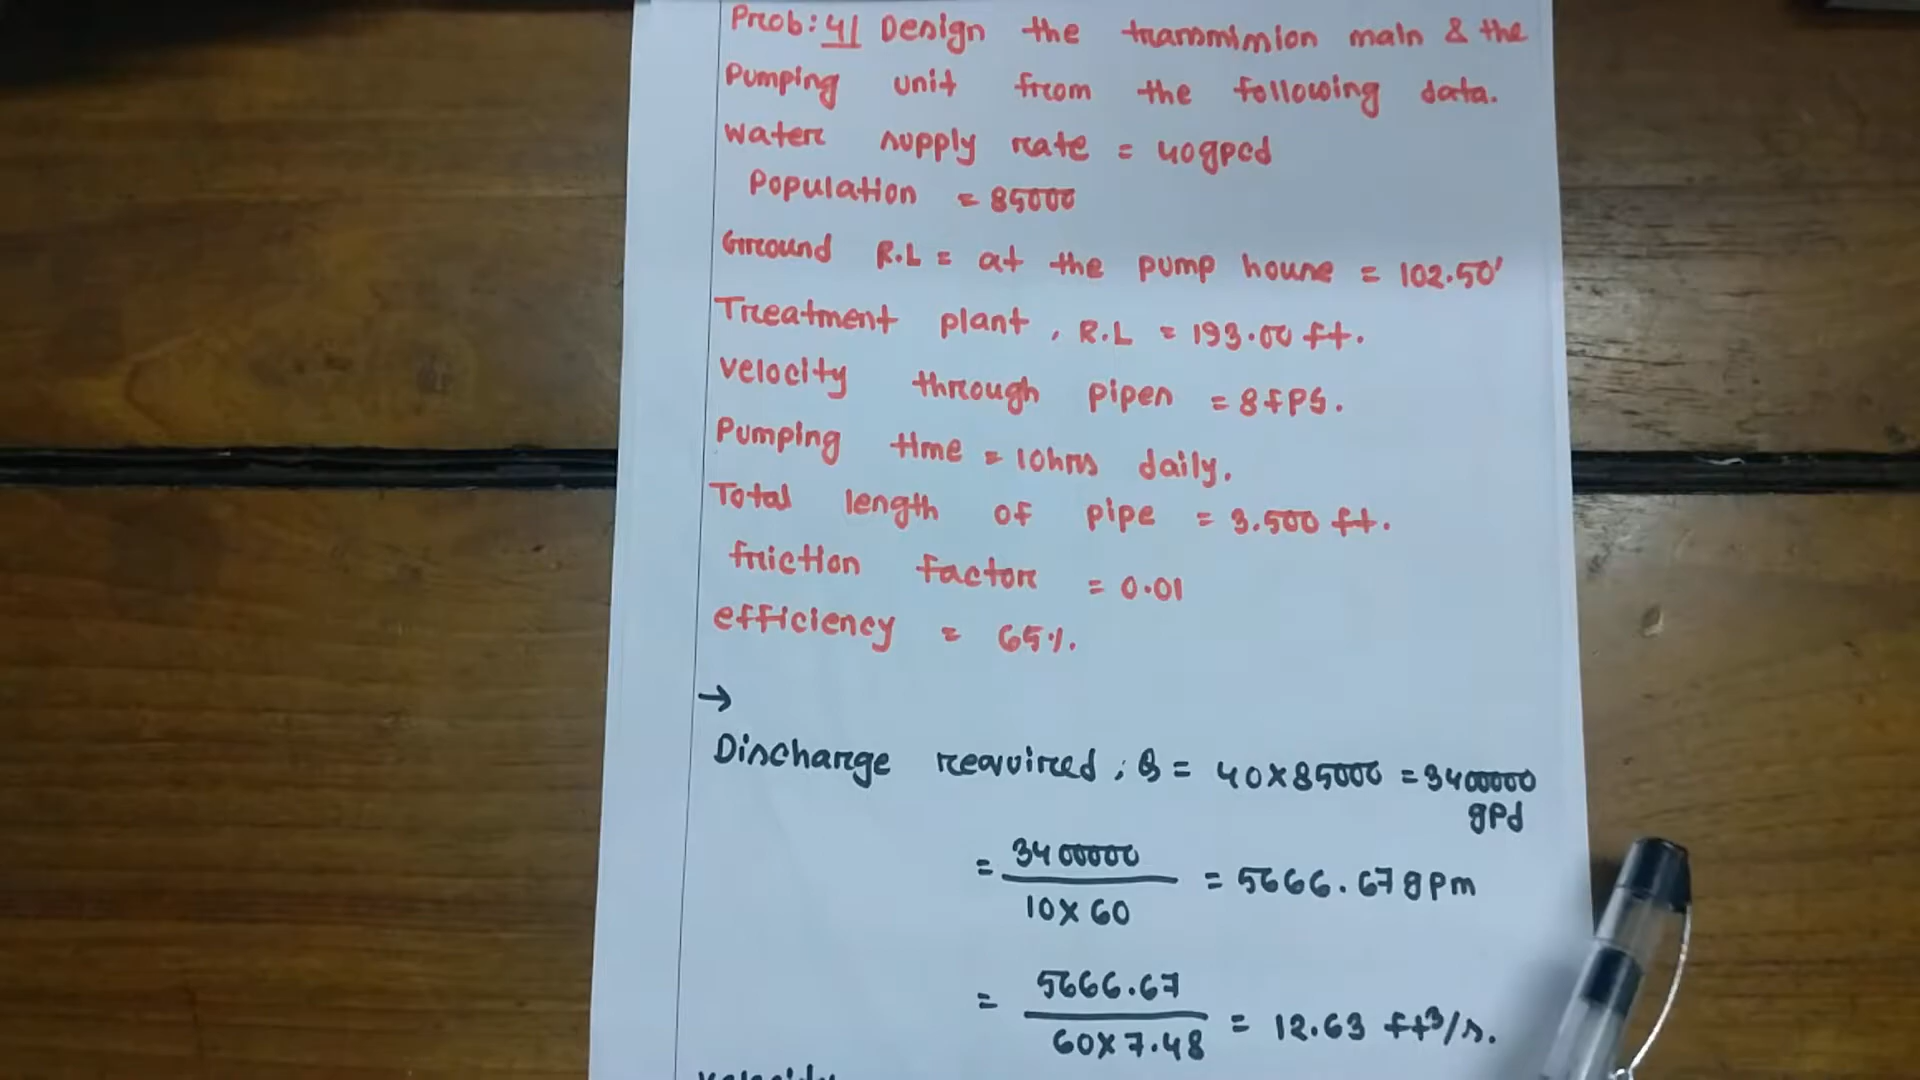 Prob: 41 Design the transmission main & the
Pumping unit from the following data.
Water supply rate = 40gpcd
Population = 85000
Ground R.L = at the pump house = 102.50'
Treatment plant, R.L = 193.00 ft.
Velocity through pipes = 8fps.
Pumping time = 10hrs daily.
Total length of pipe = 3.500 ft.
friction factor = 0.01
efficiency = 65%.
→
Discharge required; Q = 40×85000 = 3400000
gpd
= 3400000 / 10×60 = 5666.67 gpm
= 5666.67 / 60×7.48 = 12.63 ft³/s.
velocity